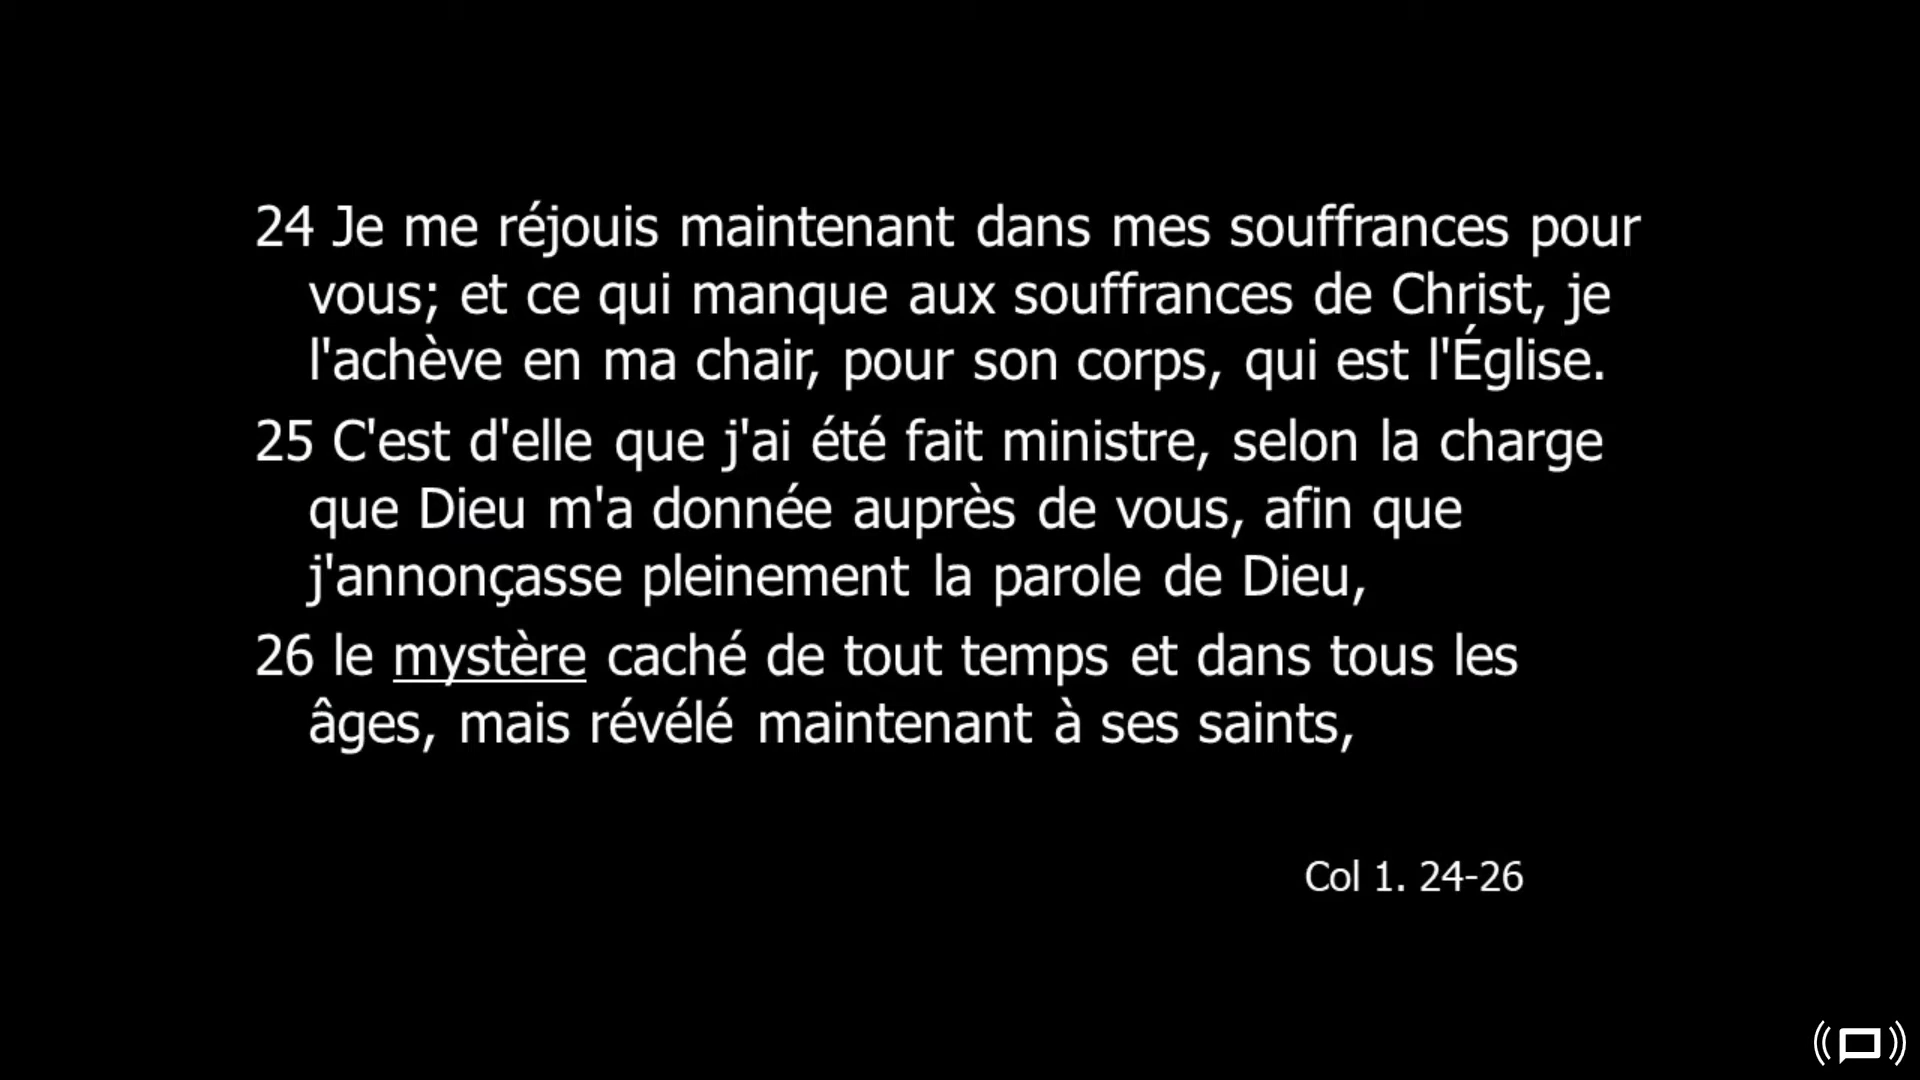 24 Je me réjouis maintenant dans mes souffrances pour
vous; et ce qui manque aux souffrances de Christ, je
l'achève en ma chair, pour son corps, qui est l'Église.
25 C'est d'elle que j'ai été fait ministre, selon la charge
que Dieu m'a donnée auprès de vous, afin que
j'annonçasse pleinement la parole de Dieu,
26 le mystère caché de tout temps et dans tous les
âges, mais révélé maintenant à ses saints,
Col 1. 24-26